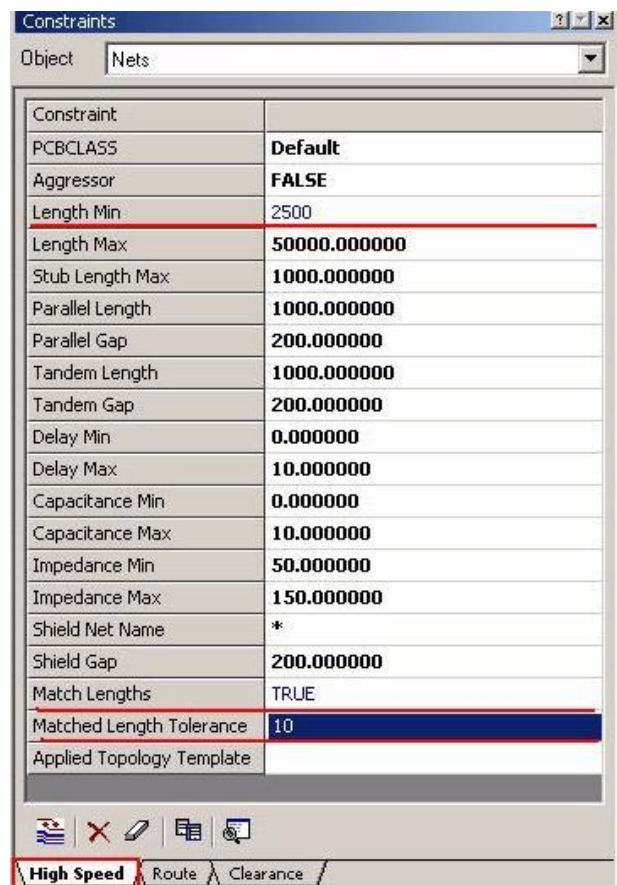 Constraints
Object Nets
Constraint
PCBCLASS Default
Aggressor FALSE
Length Min 2500
Length Max 50000.000000
Stub Length Max 1000.000000
Parallel Length 1000.000000
Parallel Gap 200.000000
Tandem Length 1000.000000
Tandem Gap 200.000000
Delay Min 0.000000
Delay Max 10.000000
Capacitance Min 0.000000
Capacitance Max 10.000000
Impedance Min 50.000000
Impedance Max 150.000000
Shield Net Name *
Shield Gap 200.000000
Match Lengths TRUE
Matched Length Tolerance 10
Applied Topology Template
High Speed Route Clearance